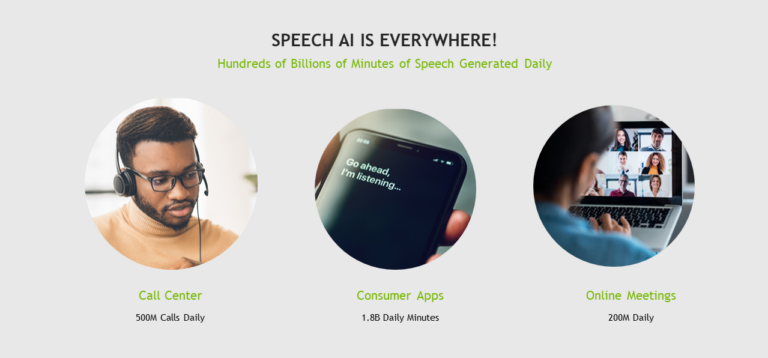 SPEECH AI IS EVERYWHERE!
Hundreds of Billions of Minutes of Speech Generated Daily
Go ahead,
I'm listening...
Call Center
Consumer Apps
Online Meetings
500M Calls Daily
1.8B Daily Minutes
200M Daily